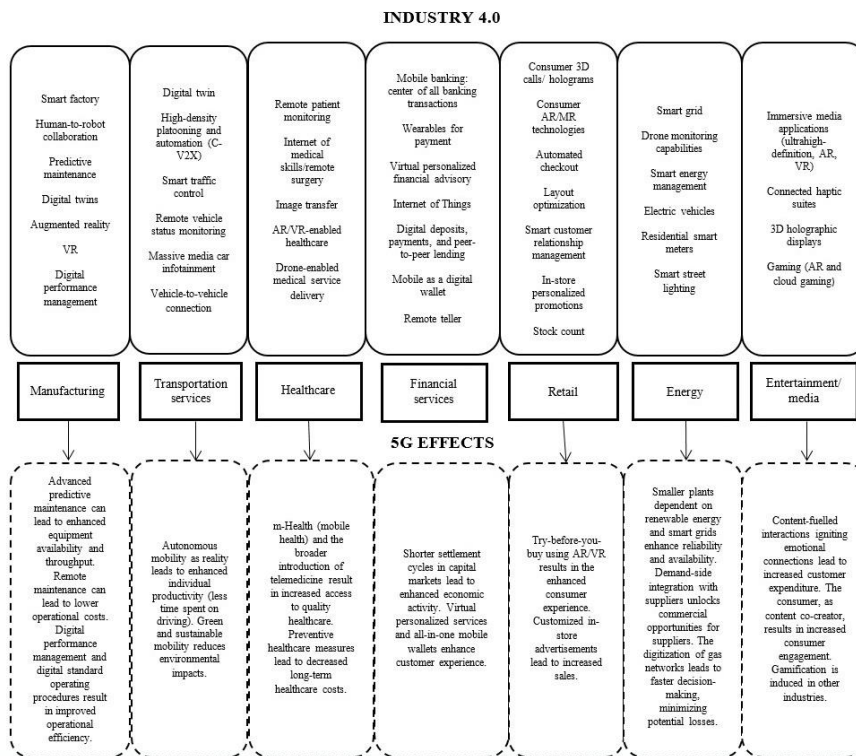 INDUSTRY 4.0
Smart factory
Human-to-robot
collaboration
Predictive
maintenance
Digital twins
Augmented reality
VR
Digital
performance
management
Digital twin
High-density
platooning and
automation (C-
V2X)
Smart traffic
control
Remote vehicle
status monitoring
Massive media car
infotainment
Vehicle-to-vehicle
connection
Remote patient
monitoring
Internet of
medical
skills/remote
surgery
Image transfer
AR/VR-enabled
healthcare
Drone-enabled
medical service
delivery
Mobile banking:
center of all banking
transactions
Wearables for
payment
Virtual personalized
financial advisory
Internet of Things
Digital deposits,
payments, and peer-
to-peer lending
Mobile as a digital
wallet
Remote teller
Consumer 3D
calls/ holograms
Consumer
AR/MR
technologies
Automated
checkout
Layout
optimization
Smart customer
relationship
management
In-store
personalized
promotions
Stock count
Smart grid
Drone monitoring
capabilities
Smart energy
management
Electric vehicles
Residential smart
meters
Smart street
lighting
Immersive media
applications
(ultrahigh-
definition, AR,
VR)
Connected haptic
suites
3D holographic
displays
Gaming (AR and
cloud gaming)
Manufacturing
Transportation
services
Healthcare
Financial
services
Retail
Energy
Entertainment/
media
5G EFFECTS
Advanced
predictive
maintenance can
lead to enhanced
equipment
availability and
throughput.
Remote
maintenance can
lead to lower
operational costs.
Digital
performance
management and
digital standard
operating
procedures result
in improved
operational
efficiency.
Autonomous
mobility as reality
leads to enhanced
individual
productivity (less
time spent on
driving). Green
and sustainable
mobility reduces
environmental
impacts.
m-Health (mobile
health) and the
broader
introduction of
telemedicine result
in increased access
to quality
healthcare.
Preventive
healthcare measures
lead to decreased
long-term
healthcare costs.
Shorter settlement
cycles in capital
markets lead to
enhanced economic
activity. Virtual
personalized services
and all-in-one mobile
wallets enhance
customer experience.
Try-before-you-
buy using AR/VR
results in the
enhanced
consumer
experience.
Customized in-
store
advertisements
lead to increased
sales.
Smaller plants
dependent on
renewable energy
and smart grids
enhance reliability
and availability.
Demand-side
integration with
suppliers unlocks
commercial
opportunities for
suppliers. The
digitization of gas
networks leads to
faster decision-
making,
minimizing
potential losses.
Content-fuelled
interactions igniting
emotional
connections lead to
increased customer
expenditure. The
consumer, as
content co-creator,
results in increased
consumer
engagement.
Gamification is
induced in other
industries.